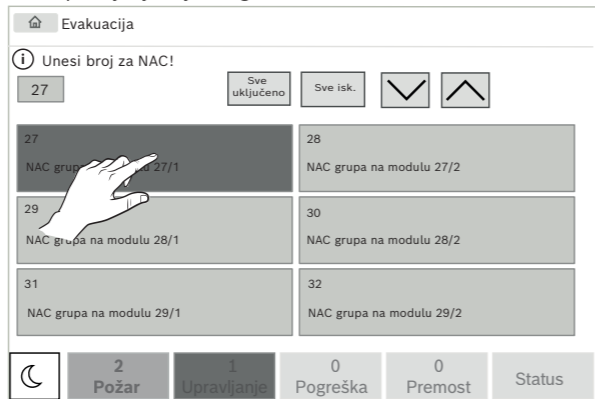 Evakuacija
Unesi broj za NAC!
27
Sve
uključeno
Sve isk.
27
NAC grupa na modulu 27/1
28
NAC grupa na modulu 27/2
29
NAC grupa na modulu 28/1
30
NAC grupa na modulu 28/2
31
NAC grupa na modulu 29/1
32
NAC grupa na modulu 29/2
2
Požar
1
Upravljanje
0
Pogreška
0
Premost
Status